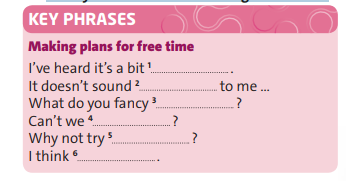 KEY PHRASES
Making plans for free time
I've heard it's a bit 1........................ .
It doesn't sound 2........................ to me ...
What do you fancy 3........................ ?
Can't we 4........................ ?
Why not try 5........................ ?
I think 6........................ .